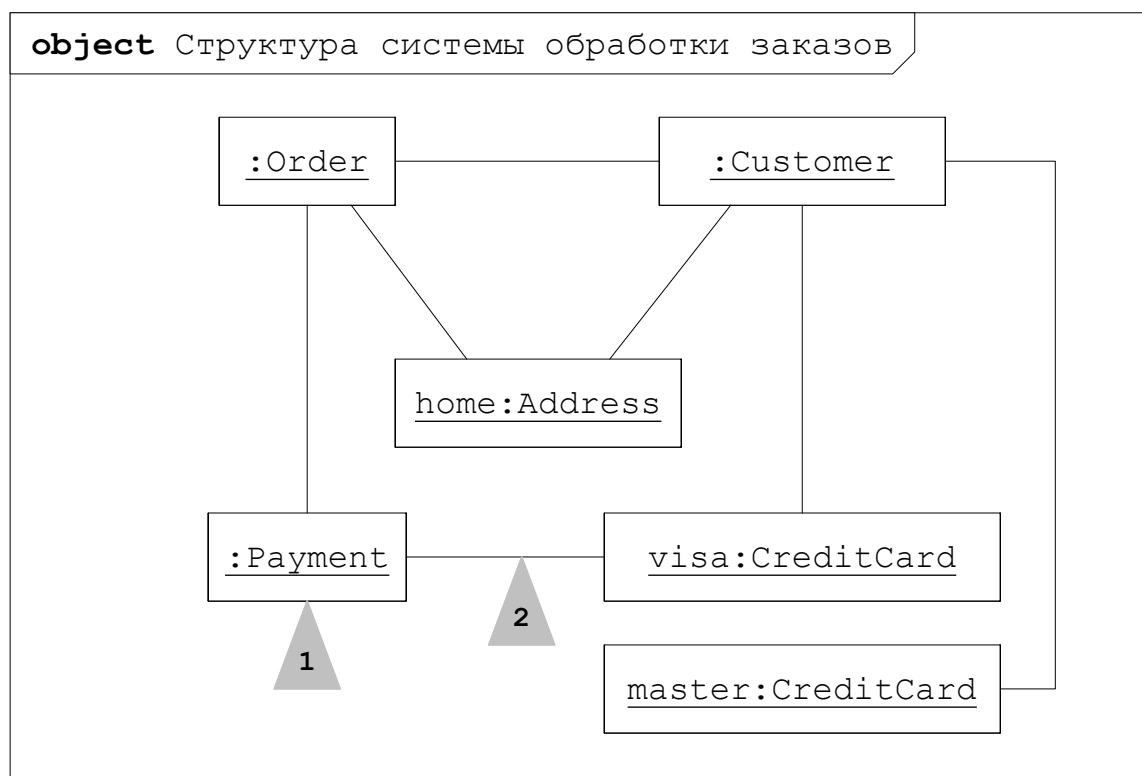 object Структура системы обработки заказов
:Order
:Customer
home:Address
:Payment
visa:CreditCard
2
1
master:CreditCard